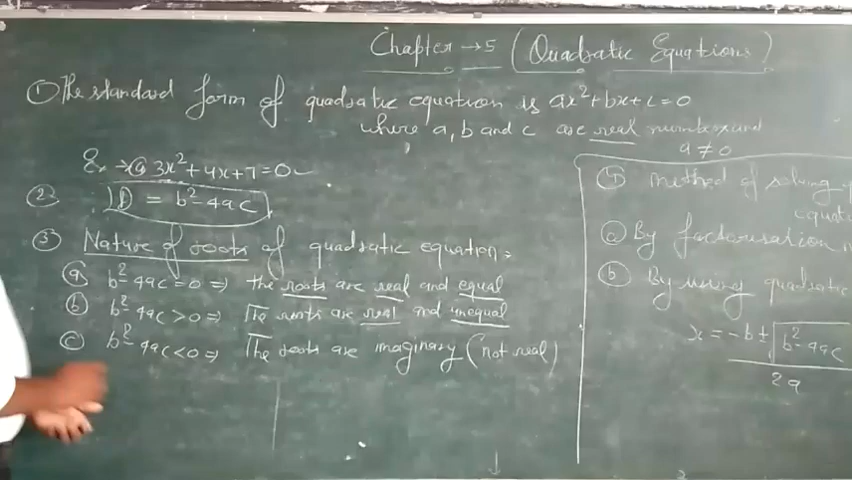 Chapter → 5 (Quadratic Equations)
① The standard form of quadratic equation is ax²+bx+c=0
where a, b and c are real numbers and
a ≠ 0
Ex → (a) 3x²+4x+7=0
② D = b²-4ac
③ Nature of roots of quadratic equation:
(a) b²-4ac=0 ⇒ the roots are real and equal
(b) b²-4ac>0 ⇒ The roots are real and unequal
(c) b²-4ac<0 ⇒ The roots are imaginary (not real)
method of solving
(a) By factorisation
(b) By using quadratic
x = -b ± √b²-4ac
2a